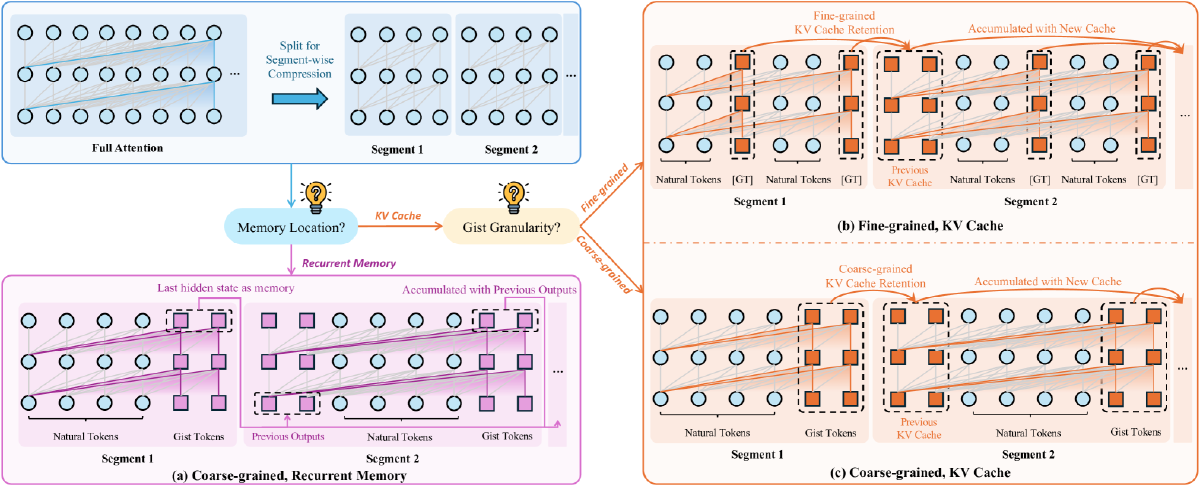 Split for
Segment-wise
Compression
...
...
Full Attention
Segment 1
Segment 2
Memory Location?
KV Cache
Gist Granularity?
Fine-grained
Coarse-grained
Recurrent Memory
Last hidden state as memory
Accumulated with Previous Outputs
...
Natural Tokens
Gist Tokens
Previous Outputs
Natural Tokens
Gist Tokens
Segment 1
Segment 2
(a) Coarse-grained, Recurrent Memory
Fine-grained
KV Cache Retention
Accumulated with New Cache
...
Natural Tokens
[GT]
Natural Tokens
[GT]
Previous
KV Cache
Natural Tokens
[GT]
Natural Tokens
[GT]
Segment 1
Segment 2
(b) Fine-grained, KV Cache
Coarse-grained
KV Cache Retention
Accumulated with New Cache
...
Natural Tokens
Gist Tokens
Previous
KV Cache
Natural Tokens
Gist Tokens
Segment 1
Segment 2
(c) Coarse-grained, KV Cache